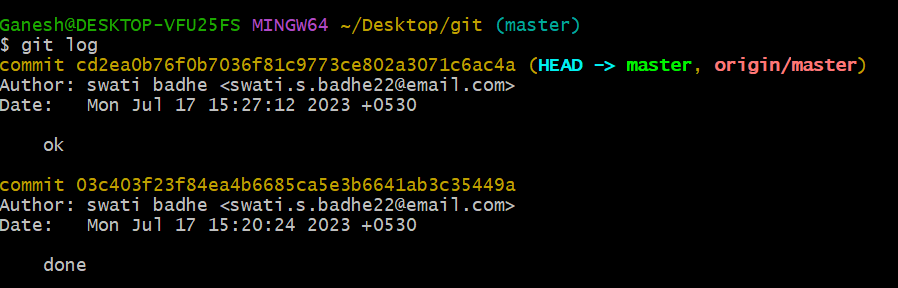 Ganesh@DESKTOP-VFU25FS MINGW64 ~/Desktop/git (master)
$ git log
commit cd2ea0b76f0b7036f81c9773ce802a3071c6ac4a (HEAD -> master, origin/master)
Author: swati badhe <swati.s.badhe22@email.com>
Date:   Mon Jul 17 15:27:12 2023 +0530
    ok
commit 03c403f23f84ea4b6685ca5e3b6641ab3c35449a
Author: swati badhe <swati.s.badhe22@email.com>
Date:   Mon Jul 17 15:20:24 2023 +0530
    done